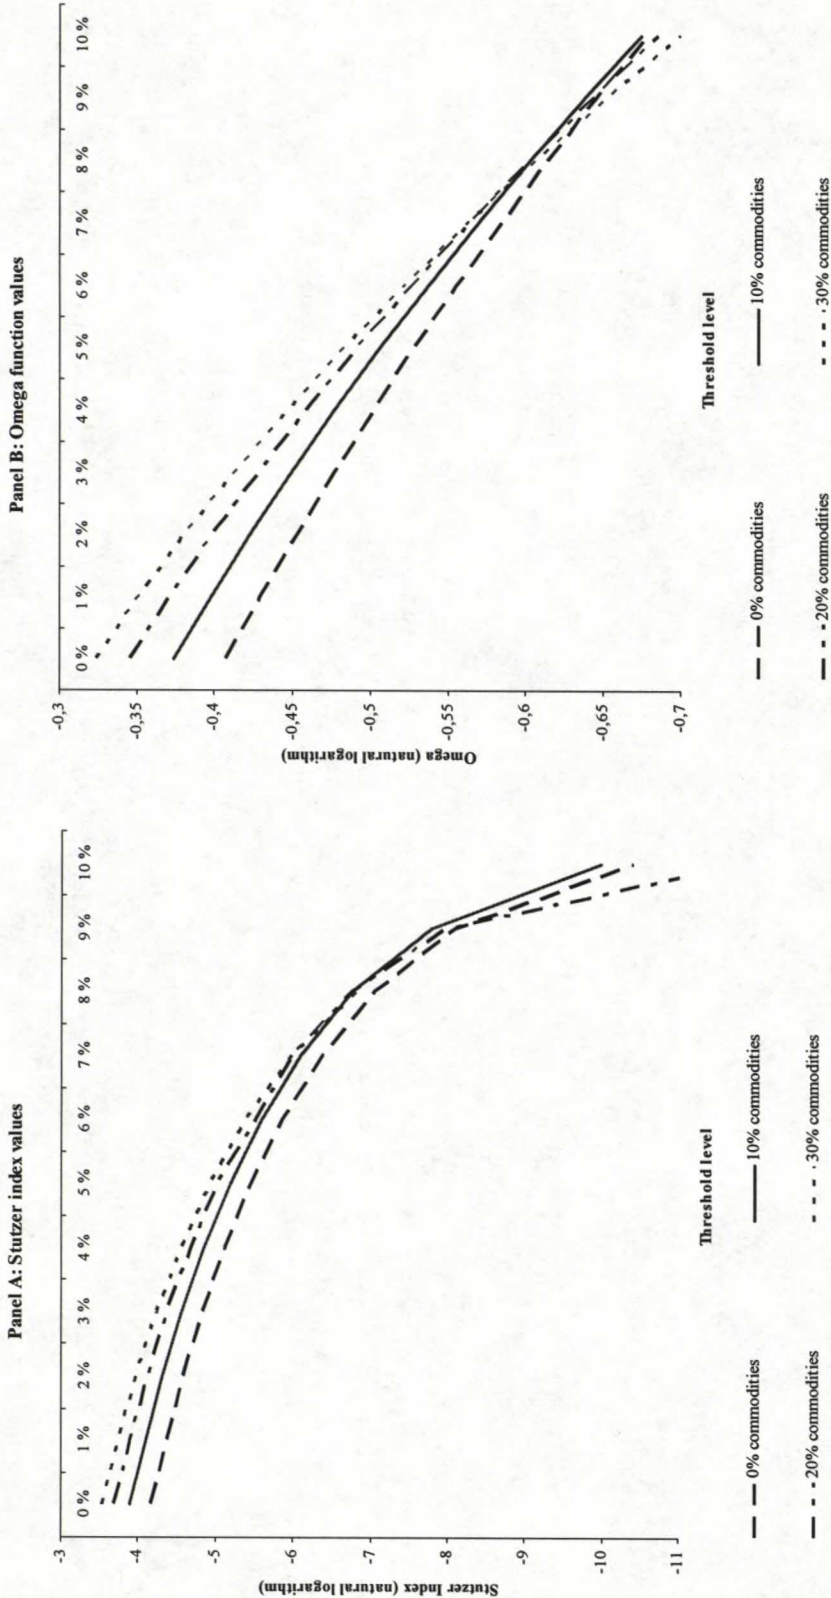 Panel A: Stutzer index values
0% 1% 2% 3% 4% 5% 6% 7% 8% 9% 10%
-3
-4
-5
-6
-7
-8
-9
-10
-11
Stutzer Index (natural logarithm)
Threshold level
0% commodities
10% commodities
20% commodities
30% commodities
Panel B: Omega function values
0% 1% 2% 3% 4% 5% 6% 7% 8% 9% 10%
-0,3
-0,35
-0,4
-0,45
-0,5
-0,55
-0,6
-0,65
-0,7
Omega (natural logarithm)
Threshold level
0% commodities
10% commodities
20% commodities
30% commodities